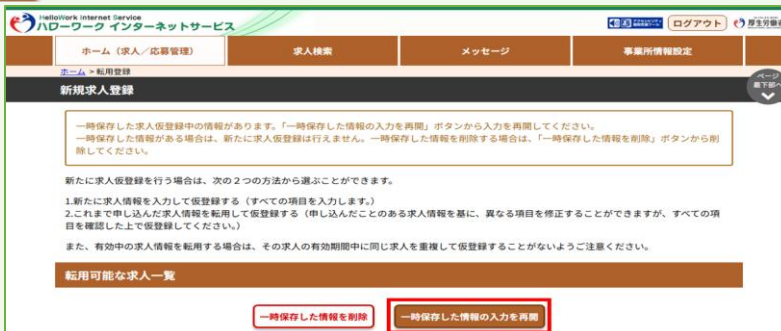 HelloWork Internet Service
ハローワーク インターネットサービス
ログアウト
ホーム（求人／応募管理）
求人検索
メッセージ
事業所情報設定
ホーム > 転用登録
ページ
最下部へ
新規求人登録
一時保存した求人仮登録中の情報があります。「一時保存した情報の入力を再開」ボタンから入力を再開してください。
一時保存した情報がある場合は、新たに求人仮登録は行えません。一時保存した情報を削除する場合は、「一時保存した情報を削除」ボタンから削
除してください。
新たに求人仮登録を行う場合は、次の２つの方法から選ぶことができます。
1.新たに求人情報を入力して仮登録する（すべての項目を入力します。）
2.これまで申し込んだ求人情報を転用して仮登録する（申し込んだことのある求人情報を基に、異なる項目を修正することができますが、すべての項
目を確認した上で仮登録してください。）
また、有効中の求人情報を転用する場合は、その求人の有効期間中に同じ求人を重複して仮登録することがないようご注意ください。
転用可能な求人一覧
一時保存した情報を削除
一時保存した情報の入力を再開